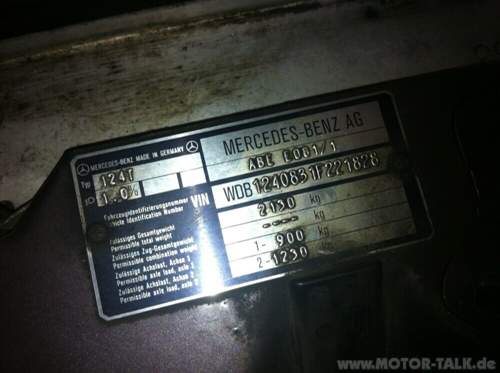 MERCEDES-BENZ MADE IN GERMANY
Typ 124T
MERCEDES-BENZ AG
ABE E081/1
Fahrzeugidentifizierungsnummer
Vehicle Identification Number
VIN WDB1240831F221828
Zulässiges Gesamtgewicht
Permissible total weight
2130 kg
Zulässiges Zug-Gesamtgewicht
Permissible combination weight
---- kg
Zulässige Achslast, Achse 1
Permissible axle load, axle 1
1- 900 kg
Zulässige Achslast, Achse 2
Permissible axle load, axle 2
2-1230 kg
www.MOTOR-TALK.de